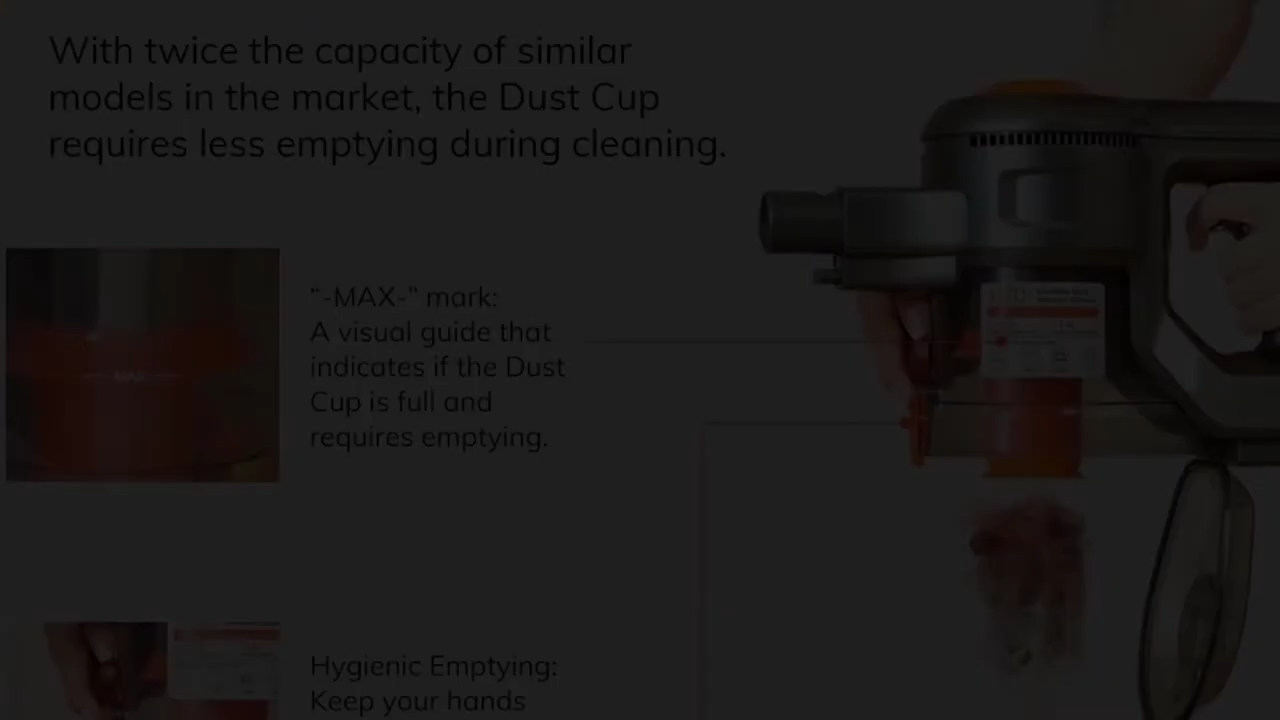 With twice the capacity of similar
models in the market, the Dust Cup
requires less emptying during cleaning.
“-MAX-” mark:
A visual guide that
indicates if the Dust
Cup is full and
requires emptying.
-MAX-
Hygienic Emptying:
Keep your hands